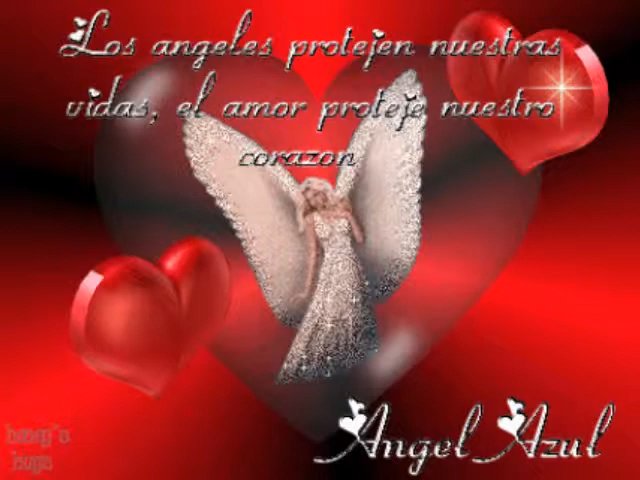 Los angeles protejen nuestras
vidas, el amor proteje nuestro
corazon
Angel Azul